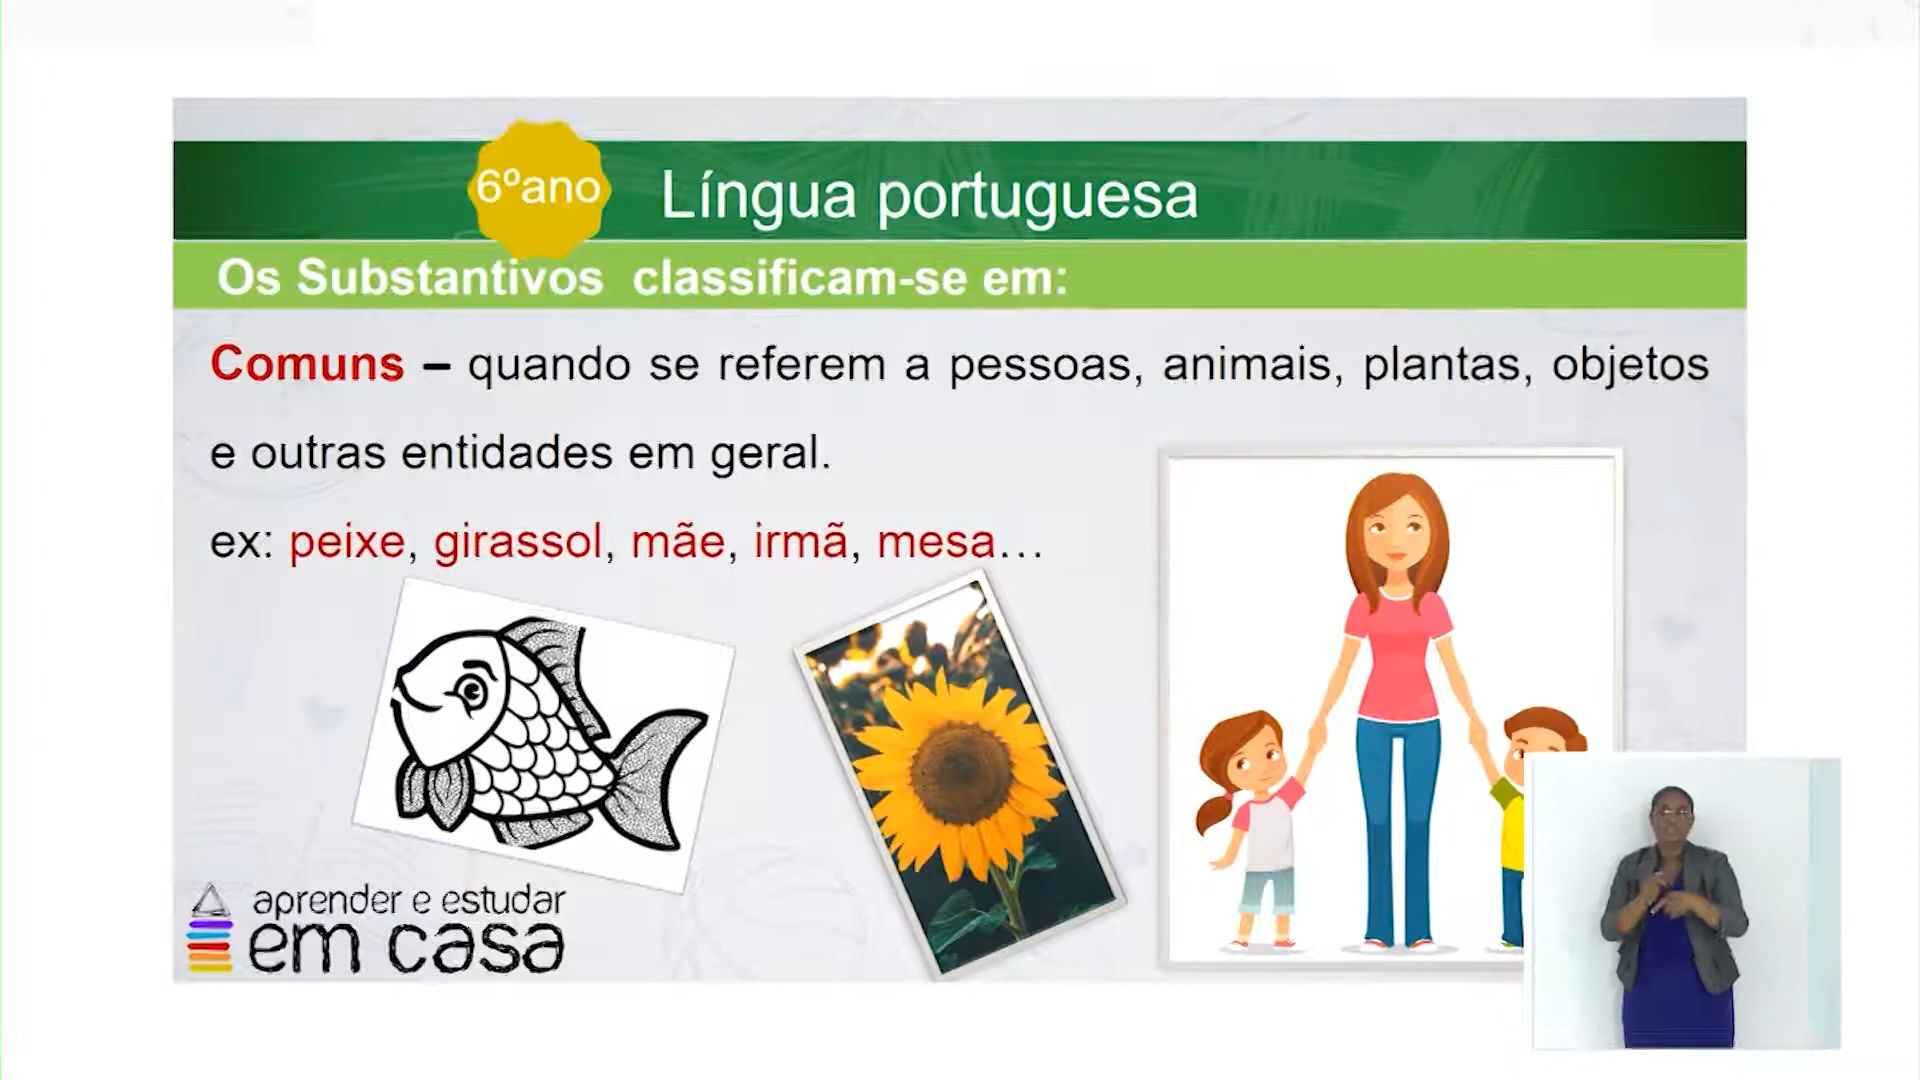 6ºano
Língua portuguesa
Os Substantivos classificam-se em:
Comuns – quando se referem a pessoas, animais, plantas, objetos
e outras entidades em geral.
ex: peixe, girassol, mãe, irmã, mesa...
aprender e estudar
em casa